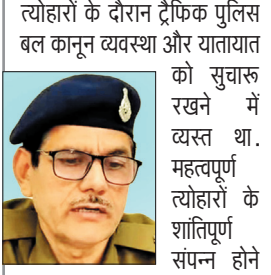 त्योहारों के दौरान ट्रैफिक पुलिस
बल कानून व्यवस्था और यातायात
को सुचारू
रखने में
व्यस्त था.
महत्वपूर्ण
त्योहारों के
शांतिपूर्ण
संपन्न होने